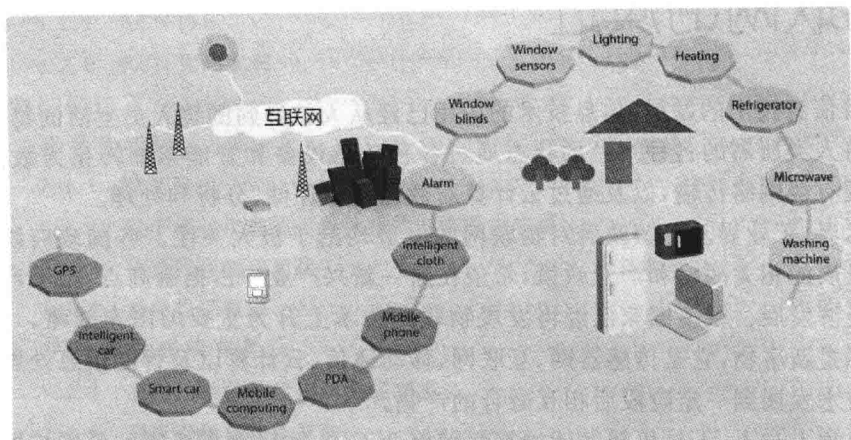 互联网
Window
sensors
Lighting
Heating
Window
blinds
Refrigerator
Alarm
Microwave
Intelligent
cloth
Washing
machine
GPS
Mobile
phone
Intelligent
car
PDA
Smart car
Mobile
computing